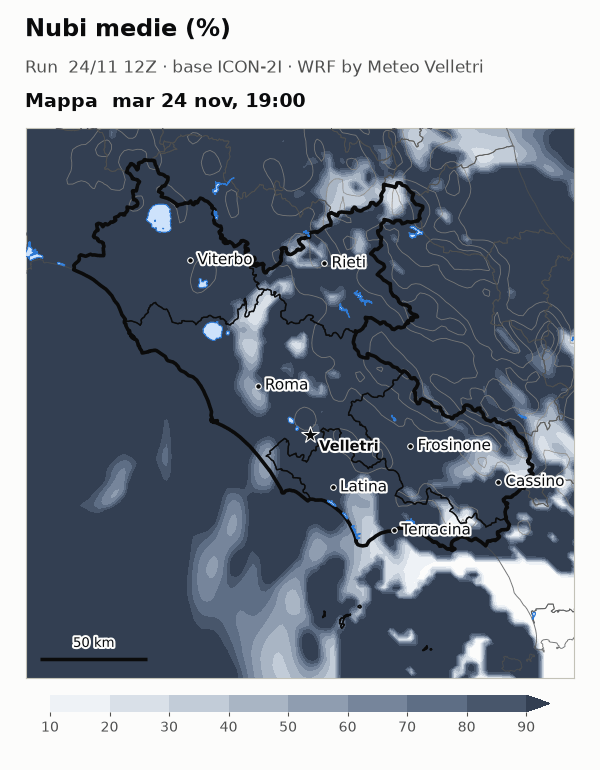 Nubi medie (%)
Run  24/11 12Z · base ICON-2I · WRF by Meteo Velletri
Mappa  mar 24 nov, 19:00
Viterbo
Rieti
Roma
Velletri
Frosinone
Cassino
Latina
Terracina
50 km
10 20 30 40 50 60 70 80 90